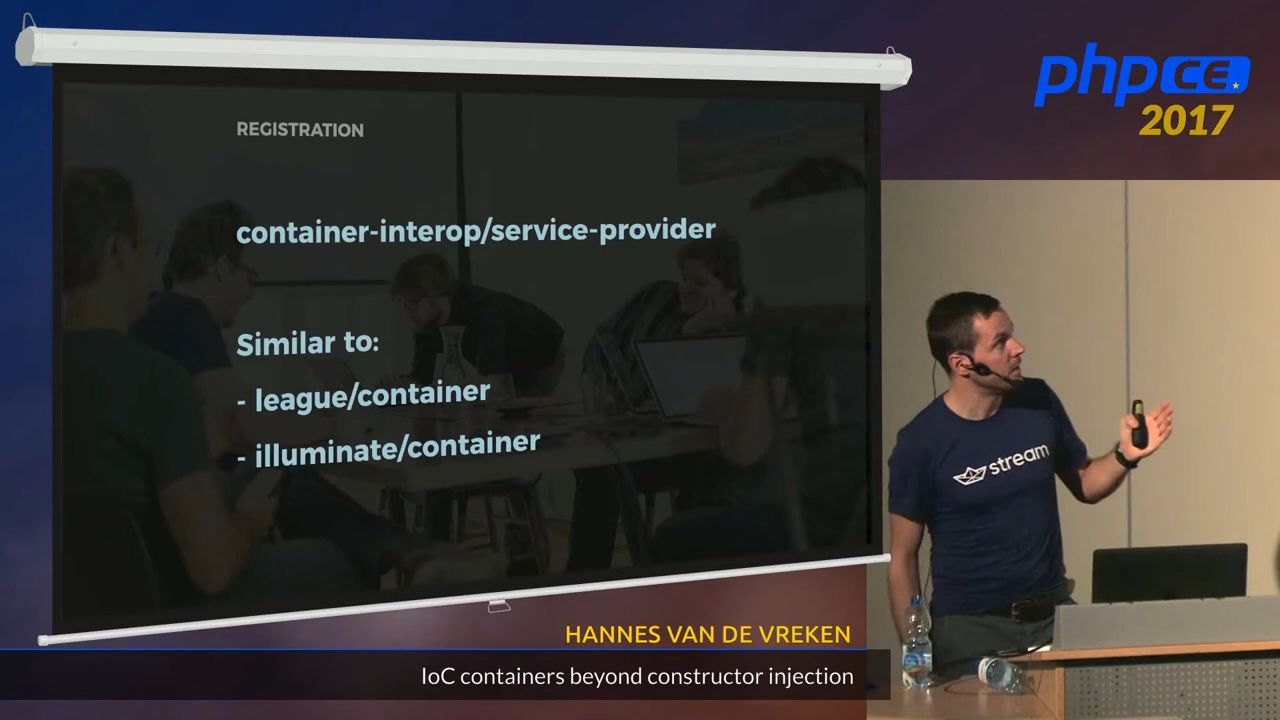 REGISTRATION
container-interop/service-provider
Similar to:
- league/container
- illuminate/container
phpCE
2017
stream
HANNES VAN DE VREKEN
IoC containers beyond constructor injection